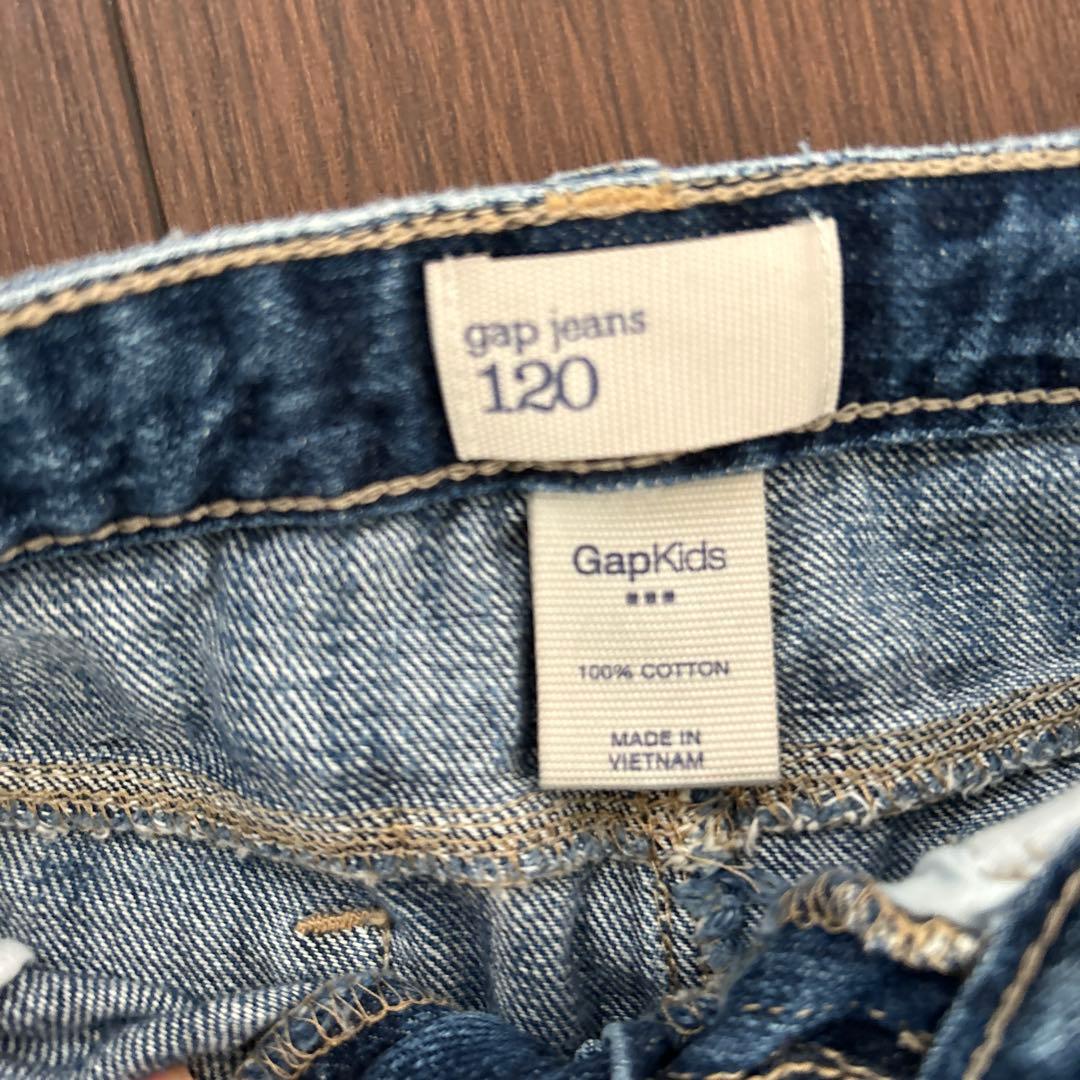 gap jeans
120
GapKids
100% COTTON
MADE IN
VIETNAM